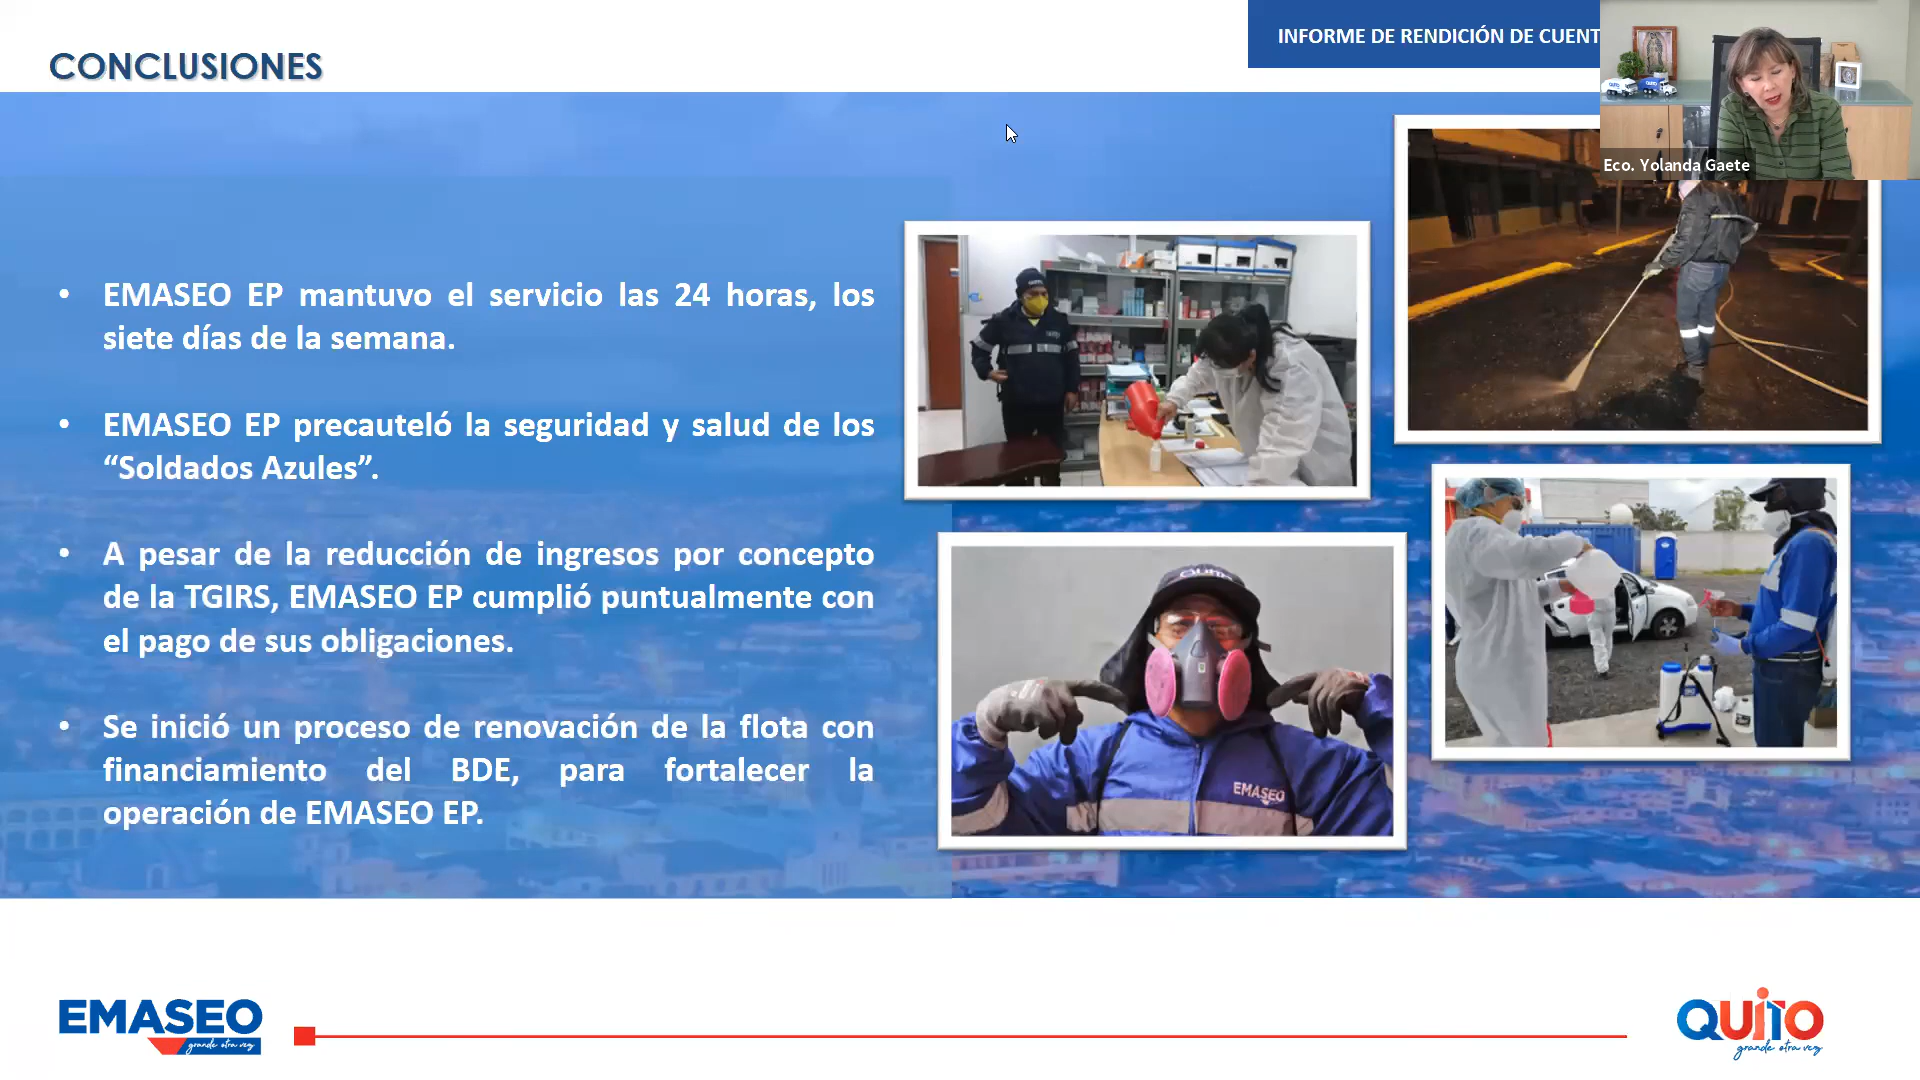 CONCLUSIONES
INFORME DE RENDICIÓN DE CUENT
Eco. Yolanda Gaete
• EMASEO EP mantuvo el servicio las 24 horas, los
siete días de la semana.
• EMASEO EP precauteló la seguridad y salud de los
“Soldados Azules”.
• A pesar de la reducción de ingresos por concepto
de la TGIRS, EMASEO EP cumplió puntualmente con
el pago de sus obligaciones.
• Se inició un proceso de renovación de la flota con
financiamiento del BDE, para fortalecer la
operación de EMASEO EP.
EMASEO
EMASEO
grande otra vez
QUITO
grande otra vez